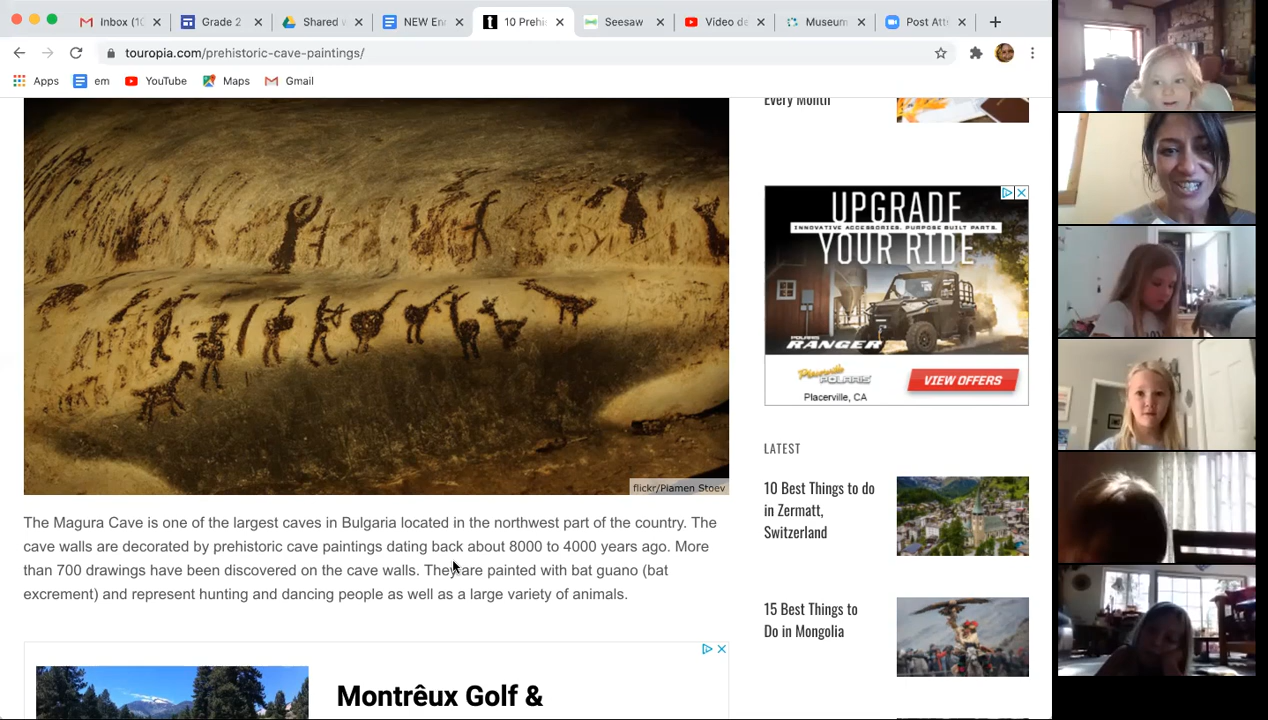 Inbox (1(
Grade 2
Shared v
NEW En
10 Prehi
Seesaw
Video de
Museum
Post Att
touropia.com/prehistoric-cave-paintings/
Apps
em
YouTube
Maps
Gmail
Every Month
UPGRADE
INNOVATIVE ACCESSORIES. PURPOSE BUILT PARTS.
YOUR RIDE
RANGER
Placerville
POLARIS
VIEW OFFERS
Placerville, CA
flickr/Plamen Stoev
The Magura Cave is one of the largest caves in Bulgaria located in the northwest part of the country. The
cave walls are decorated by prehistoric cave paintings dating back about 8000 to 4000 years ago. More
than 700 drawings have been discovered on the cave walls. They are painted with bat guano (bat
excrement) and represent hunting and dancing people as well as a large variety of animals.
LATEST
10 Best Things to do
in Zermatt,
Switzerland
15 Best Things to
Do in Mongolia
Montrêux Golf &